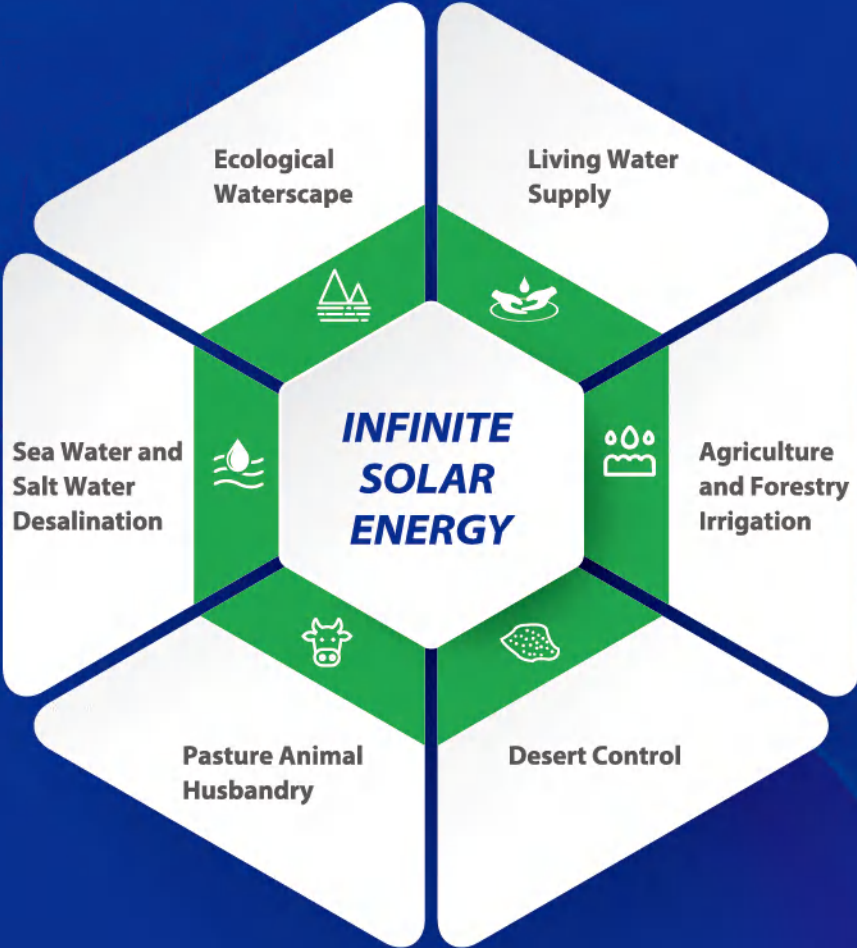 Ecological
Waterscape
Living Water
Supply
Sea Water and
Salt Water
Desalination
INFINITE
SOLAR
ENERGY
Agriculture
and Forestry
Irrigation
Pasture Animal
Husbandry
Desert Control